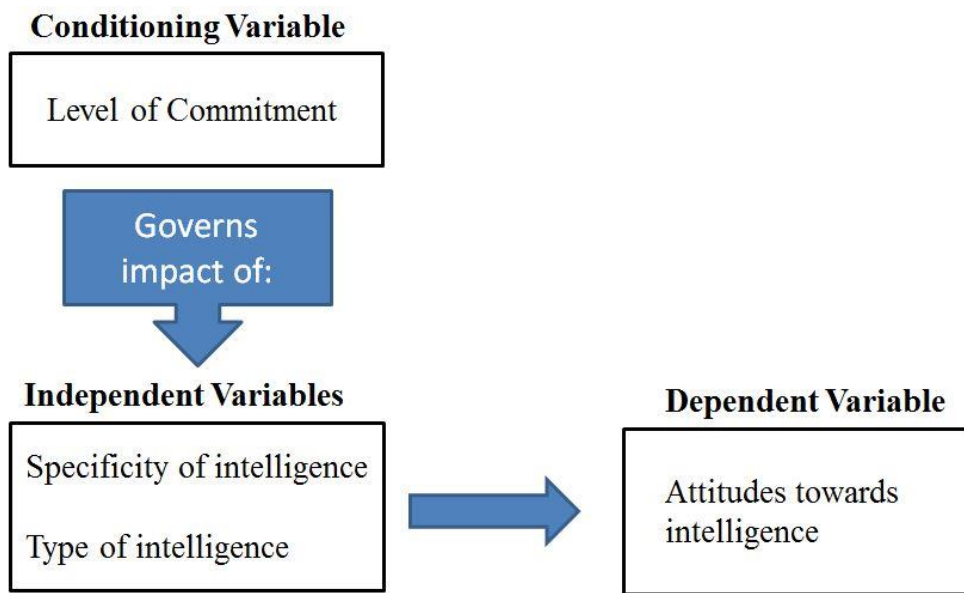 Conditioning Variable
Level of Commitment
Governs
impact of:
Independent Variables
Specificity of intelligence
Type of intelligence
Dependent Variable
Attitudes towards
intelligence